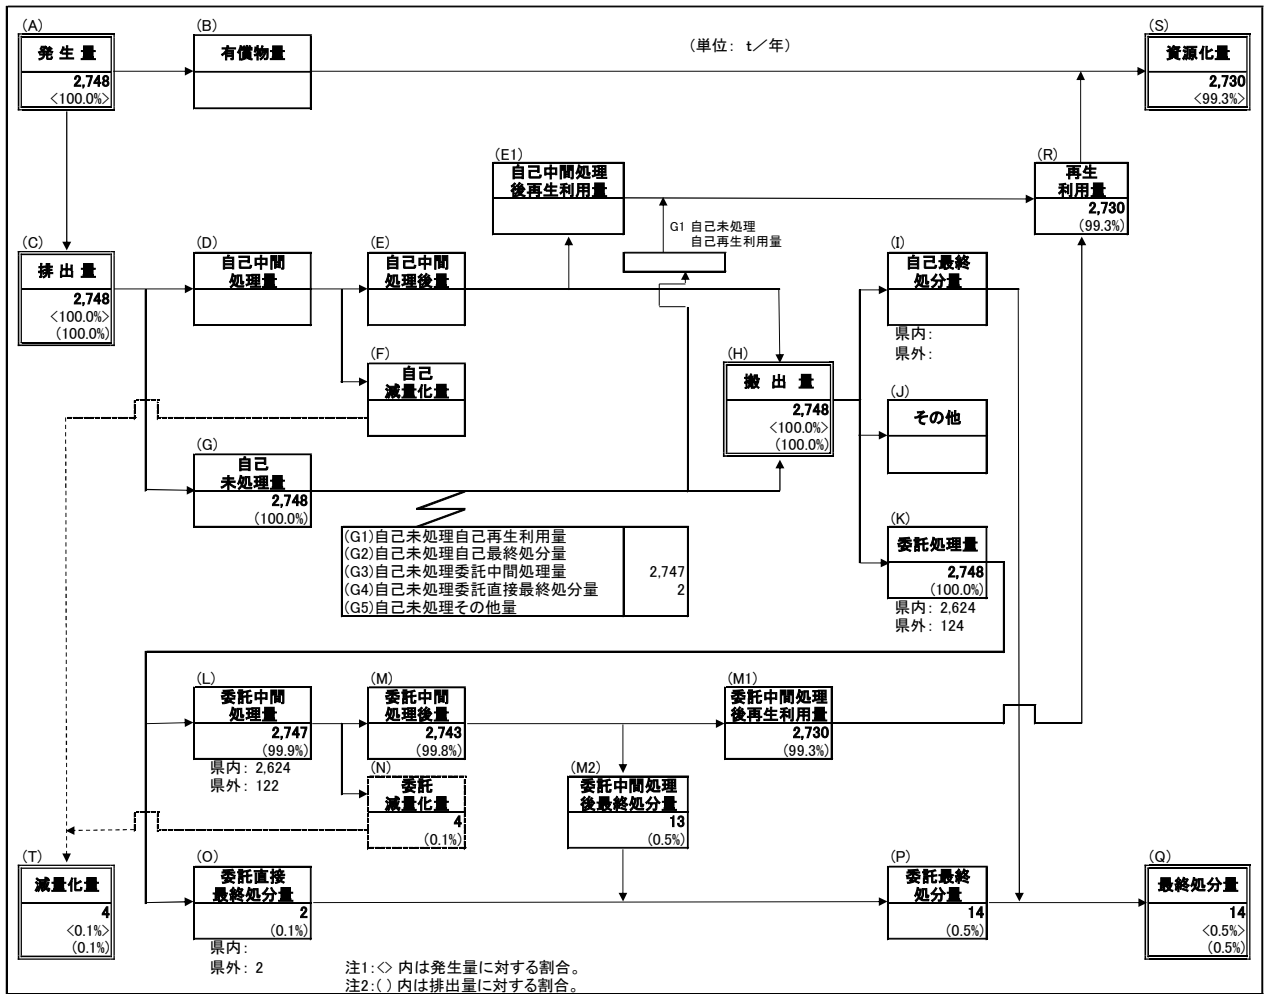 (A)
発 生 量
2,748
<100.0%>
(B)
有償物量
(単位: t/年)
(S)
資源化量
2,730
<99.3%>
(E1)
自己中間処理
後再生利用量
(R)
再生
利用量
2,730
(99.3%)
G1 自己未処理
自己再生利用量
(C)
排 出 量
2,748
<100.0%>
(100.0%)
(D)
自己中間
処理量
(E)
自己中間
処理後量
(I)
自己最終
処分量
県内:
県外:
(F)
自己
減量化量
(H)
搬 出 量
2,748
<100.0%>
(100.0%)
(J)
その他
(G)
自己
未処理量
2,748
(100.0%)
(G1)自己未処理自己再生利用量
(G2)自己未処理自己最終処分量
(G3)自己未処理委託中間処理量 2,747
(G4)自己未処理委託直接最終処分量 2
(G5)自己未処理その他量
(K)
委託処理量
2,748
(100.0%)
県内: 2,624
県外: 124
(L)
委託中間
処理量
2,747
(99.9%)
県内: 2,624
県外: 122
(M)
委託中間
処理後量
2,743
(99.8%)
(M1)
委託中間処理
後再生利用量
2,730
(99.3%)
(N)
委託
減量化量
4
(0.1%)
(M2)
委託中間処理
後最終処分量
13
(0.5%)
(T)
減量化量
4
<0.1%>
(0.1%)
(O)
委託直接
最終処分量
2
(0.1%)
県内:
県外: 2
(P)
委託最終
処分量
14
(0.5%)
(Q)
最終処分量
14
<0.5%>
(0.5%)
注1:<> 内は発生量に対する割合。
注2:( ) 内は排出量に対する割合。